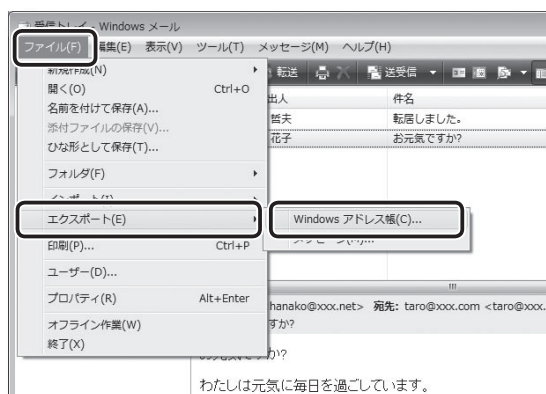 受信トレイ - Windows メール
ファイル(F) 編集(E) 表示(V) ツール(T) メッセージ(M) ヘルプ(H)
新規作成(N)
転送 送受信
開く(O) Ctrl+O
名前を付けて保存(A)...
添付ファイルの保存(V)...
ひな形として保存(T)...
件名
哲夫 転居しました。
花子 お元気ですか?
フォルダ(F)
エクスポート(E)
Windows アドレス帳(C)...
印刷(P)... Ctrl+P
ユーザー(D)...
プロパティ(R) Alt+Enter
オフライン作業(W)
終了(X)
hanako@xxx.net> 宛先: taro@xxx.com <taro@xxx.
すか?
お元気ですか?
わたしは元気に毎日を過ごしています。